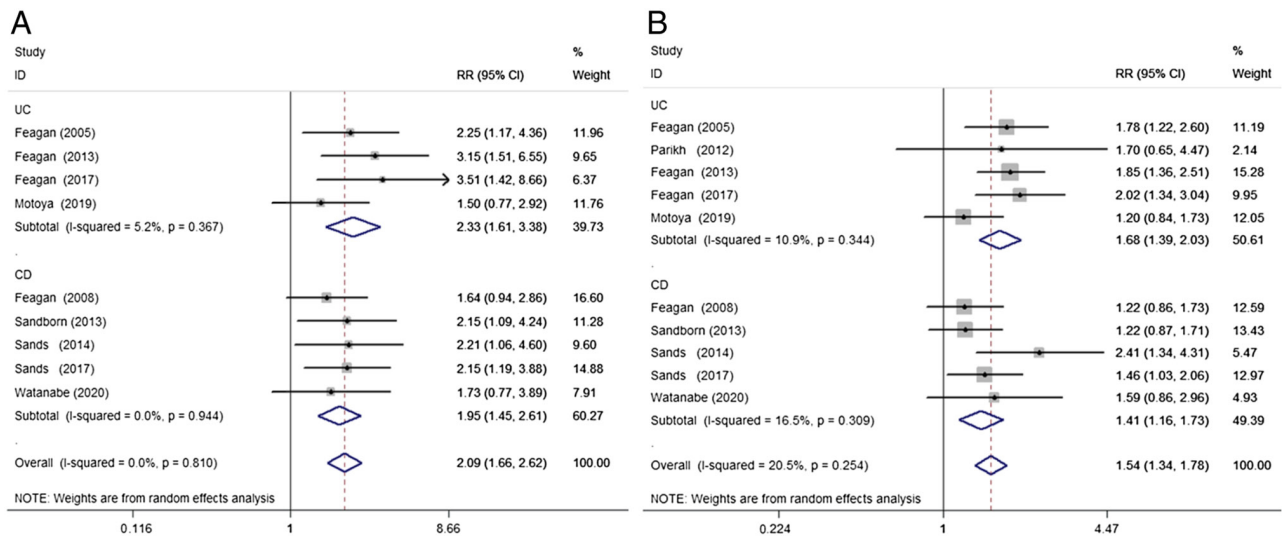 A
Study %
ID RR (95% CI) Weight
UC
Feagan (2005) 2.25 (1.17, 4.36) 11.96
Feagan (2013) 3.15 (1.51, 6.55) 9.65
Feagan (2017) 3.51 (1.42, 8.66) 6.37
Motoya (2019) 1.50 (0.77, 2.92) 11.76
Subtotal (I-squared = 5.2%, p = 0.367) 2.33 (1.61, 3.38) 39.73
.
CD
Feagan (2008) 1.64 (0.94, 2.86) 16.60
Sandborn (2013) 2.15 (1.09, 4.24) 11.28
Sands (2014) 2.21 (1.06, 4.60) 9.60
Sands (2017) 2.15 (1.19, 3.88) 14.88
Watanabe (2020) 1.73 (0.77, 3.89) 7.91
Subtotal (I-squared = 0.0%, p = 0.944) 1.95 (1.45, 2.61) 60.27
.
Overall (I-squared = 0.0%, p = 0.810) 2.09 (1.66, 2.62) 100.00
NOTE: Weights are from random effects analysis
0.116 1 8.66
B
Study %
ID RR (95% CI) Weight
UC
Feagan (2005) 1.78 (1.22, 2.60) 11.19
Parikh (2012) 1.70 (0.65, 4.47) 2.14
Feagan (2013) 1.85 (1.36, 2.51) 15.28
Feagan (2017) 2.02 (1.34, 3.04) 9.95
Motoya (2019) 1.20 (0.84, 1.73) 12.05
Subtotal (I-squared = 10.9%, p = 0.344) 1.68 (1.39, 2.03) 50.61
.
CD
Feagan (2008) 1.22 (0.86, 1.73) 12.59
Sandborn (2013) 1.22 (0.87, 1.71) 13.43
Sands (2014) 2.41 (1.34, 4.31) 5.47
Sands (2017) 1.46 (1.03, 2.06) 12.97
Watanabe (2020) 1.59 (0.86, 2.96) 4.93
Subtotal (I-squared = 16.5%, p = 0.309) 1.41 (1.16, 1.73) 49.39
.
Overall (I-squared = 20.5%, p = 0.254) 1.54 (1.34, 1.78) 100.00
NOTE: Weights are from random effects analysis
0.224 1 4.47